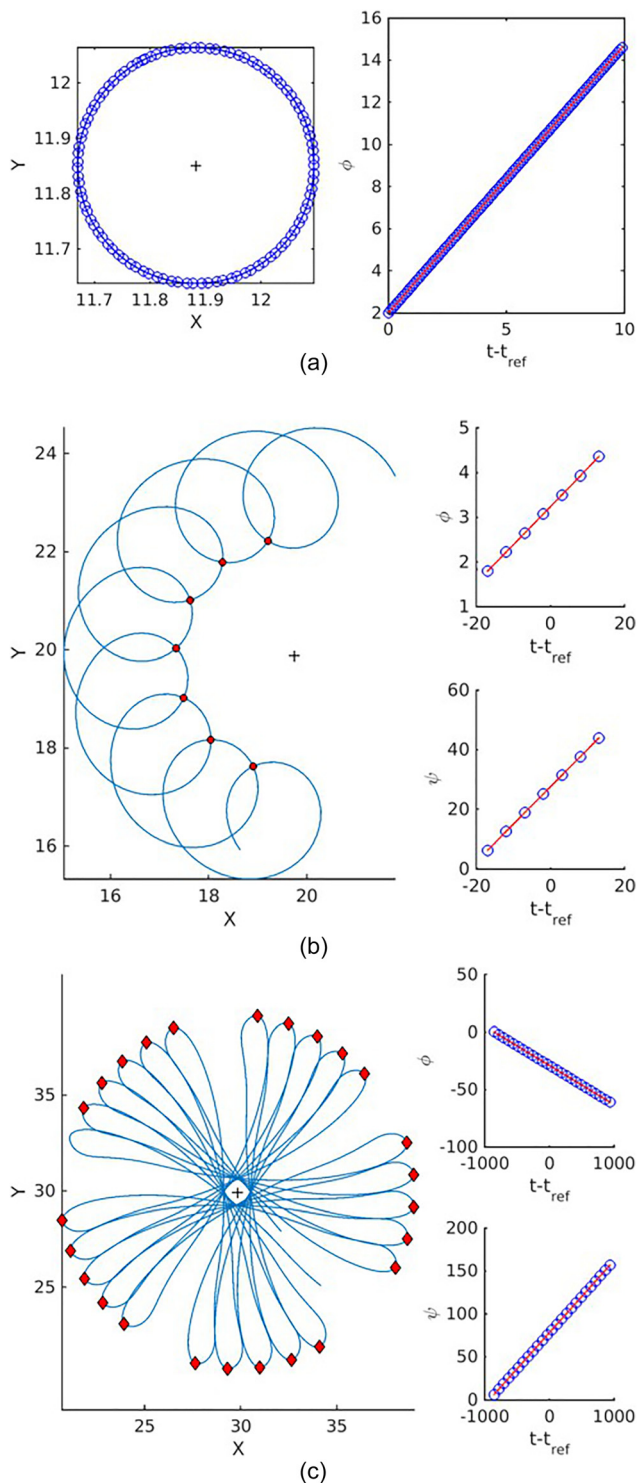 Y
12
11.9
11.8
11.7
11.7 11.8 11.9 12
X
ϕ
16
14
12
10
8
6
4
2
0 5 10
t-t_ref
(a)
Y
24
22
20
18
16
16 18 20
X
ϕ
5
4
3
2
1
-20 0 20
t-t_ref
ψ
60
40
20
0
-20 0 20
t-t_ref
(b)
Y
35
30
25
25 30 35
X
ϕ
50
0
-50
-100
-1000 0 1000
t-t_ref
ψ
200
150
100
50
0
-1000 0 1000
t-t_ref
(c)